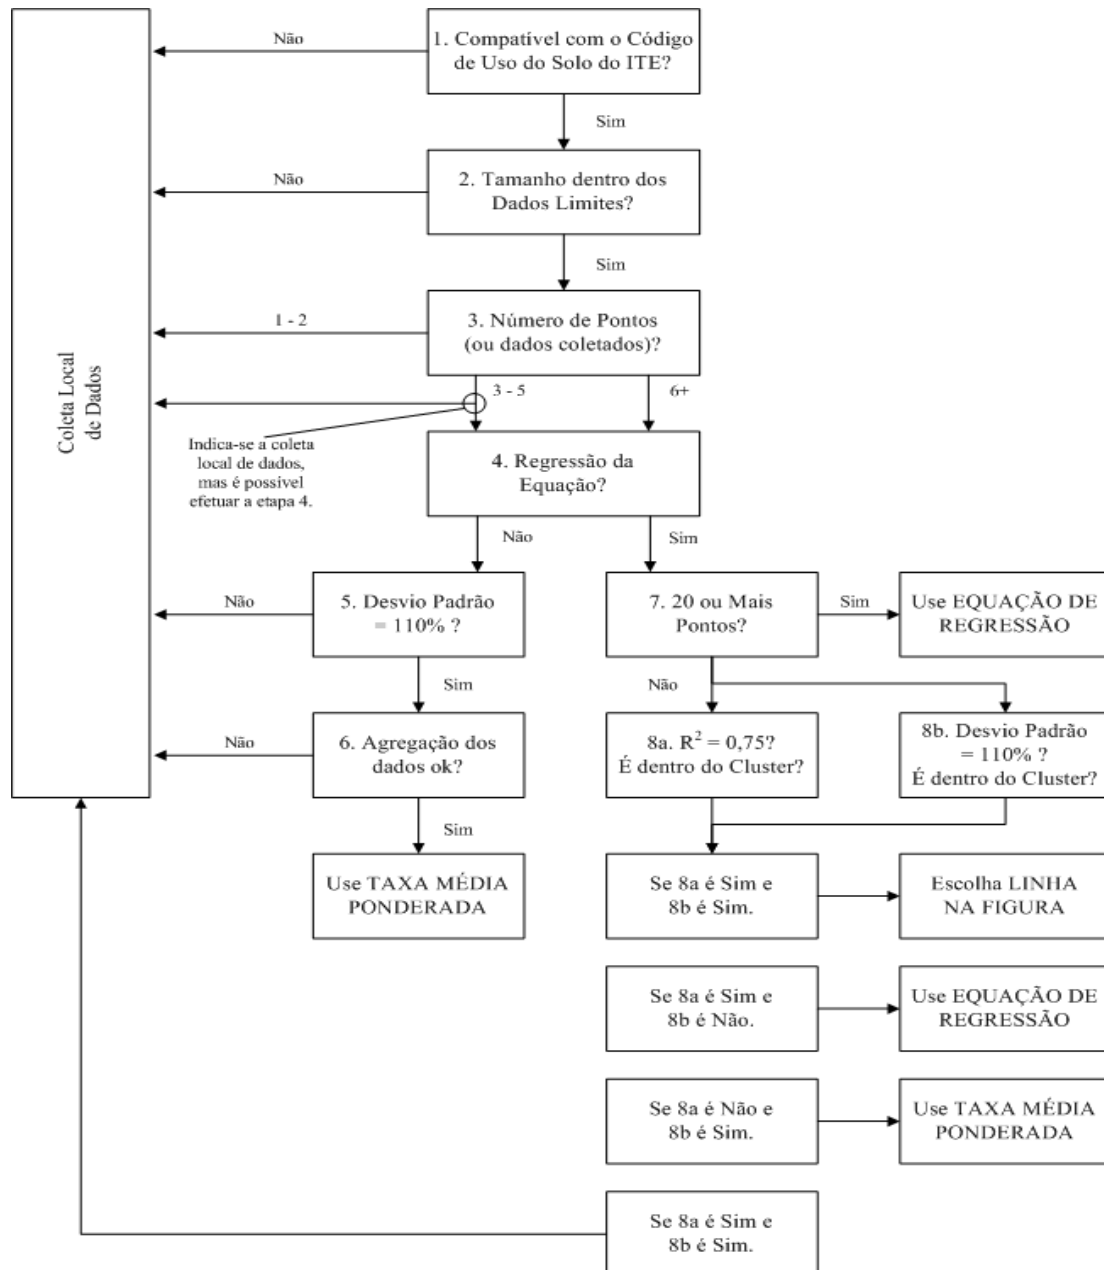 Não
1. Compatível com o Código
de Uso do Solo do ITE?
Sim
Não
2. Tamanho dentro dos
Dados Limites?
Sim
1 - 2
3. Número de Pontos
(ou dados coletados)?
Coleta Local
de Dados
3 - 5
6+
Indica-se a coleta
local de dados,
mas é possível
efetuar a etapa 4.
4. Regressão da
Equação?
Não
Sim
Não
5. Desvio Padrão
= 110% ?
7. 20 ou Mais
Pontos?
Sim
Use EQUAÇÃO DE
REGRESSÃO
Sim
Não
Não
6. Agregação dos
dados ok?
8a. R² = 0,75?
É dentro do Cluster?
8b. Desvio Padrão
= 110% ?
É dentro do Cluster?
Sim
Use TAXA MÉDIA
PONDERADA
Se 8a é Sim e
8b é Sim.
Escolha LINHA
NA FIGURA
Se 8a é Sim e
8b é Não.
Use EQUAÇÃO DE
REGRESSÃO
Se 8a é Não e
8b é Sim.
Use TAXA MÉDIA
PONDERADA
Se 8a é Sim e
8b é Sim.